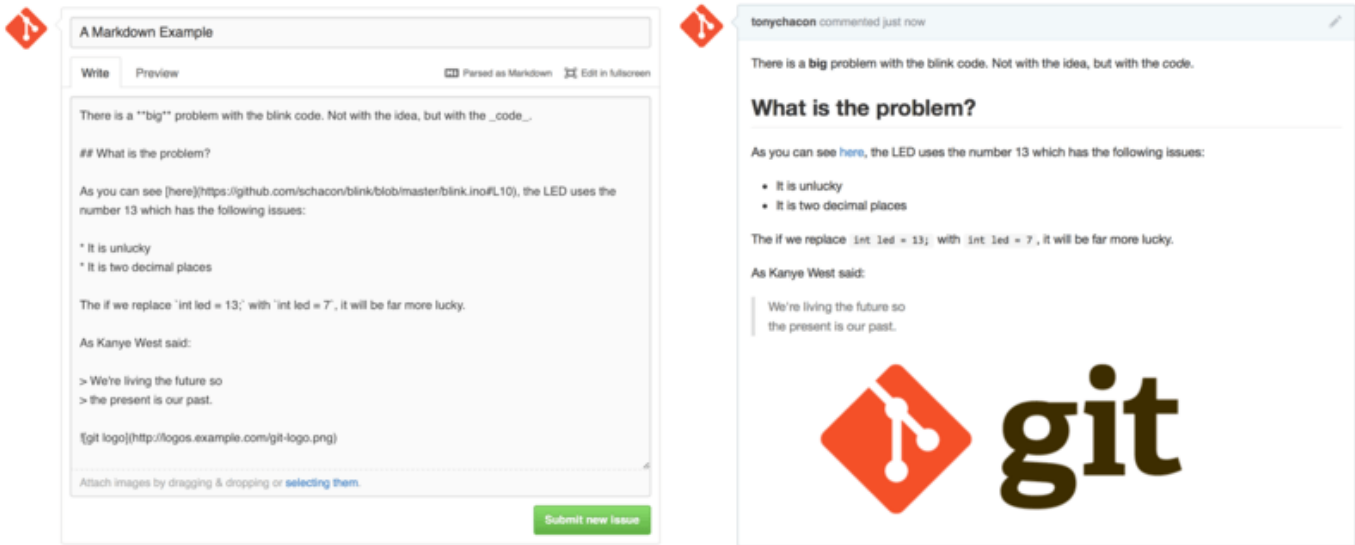 A Markdown Example
Write Preview Parsed as Markdown Edit in fullscreen
There is a **big** problem with the blink code. Not with the idea, but with the _code_.
## What is the problem?
As you can see [here](https://github.com/schacon/blink/blob/master/blink.ino#L10), the LED uses the
number 13 which has the following issues:
* It is unlucky
* It is two decimal places
The if we replace `int led = 13;` with `int led = 7`, it will be far more lucky.
As Kanye West said:
> We're living the future so
> the present is our past.
![git logo](http://logos.example.com/git-logo.png)
Attach images by dragging & dropping or selecting them.
Submit new issue
tonychacon commented just now
There is a big problem with the blink code. Not with the idea, but with the code.
What is the problem?
As you can see here, the LED uses the number 13 which has the following issues:
• It is unlucky
• It is two decimal places
The if we replace int led = 13; with int led = 7 , it will be far more lucky.
As Kanye West said:
We're living the future so
the present is our past.
git